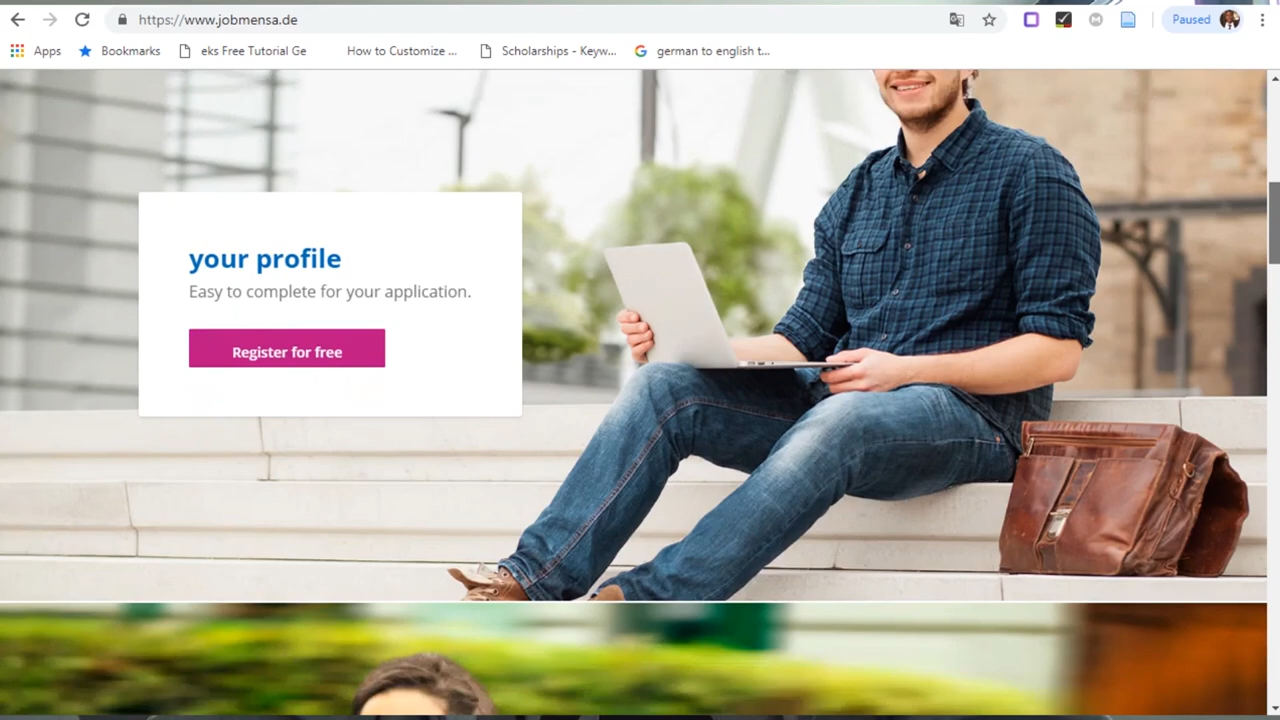 https://www.jobmensa.de
Paused
Apps
Bookmarks
eks Free Tutorial Ge
How to Customize ...
Scholarships - Keyw...
german to english t...
your profile
Easy to complete for your application.
Register for free